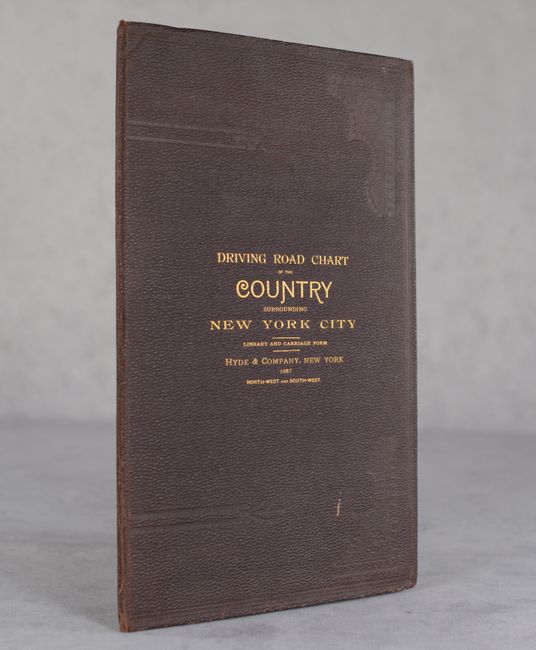 DRIVING ROAD CHART
OF THE
COUNTRY
SURROUNDING
NEW YORK CITY
LIBRARY AND CARRIAGE FORM
HYDE & COMPANY, NEW YORK
1887
NORTH-WEST AND SOUTH-WEST.